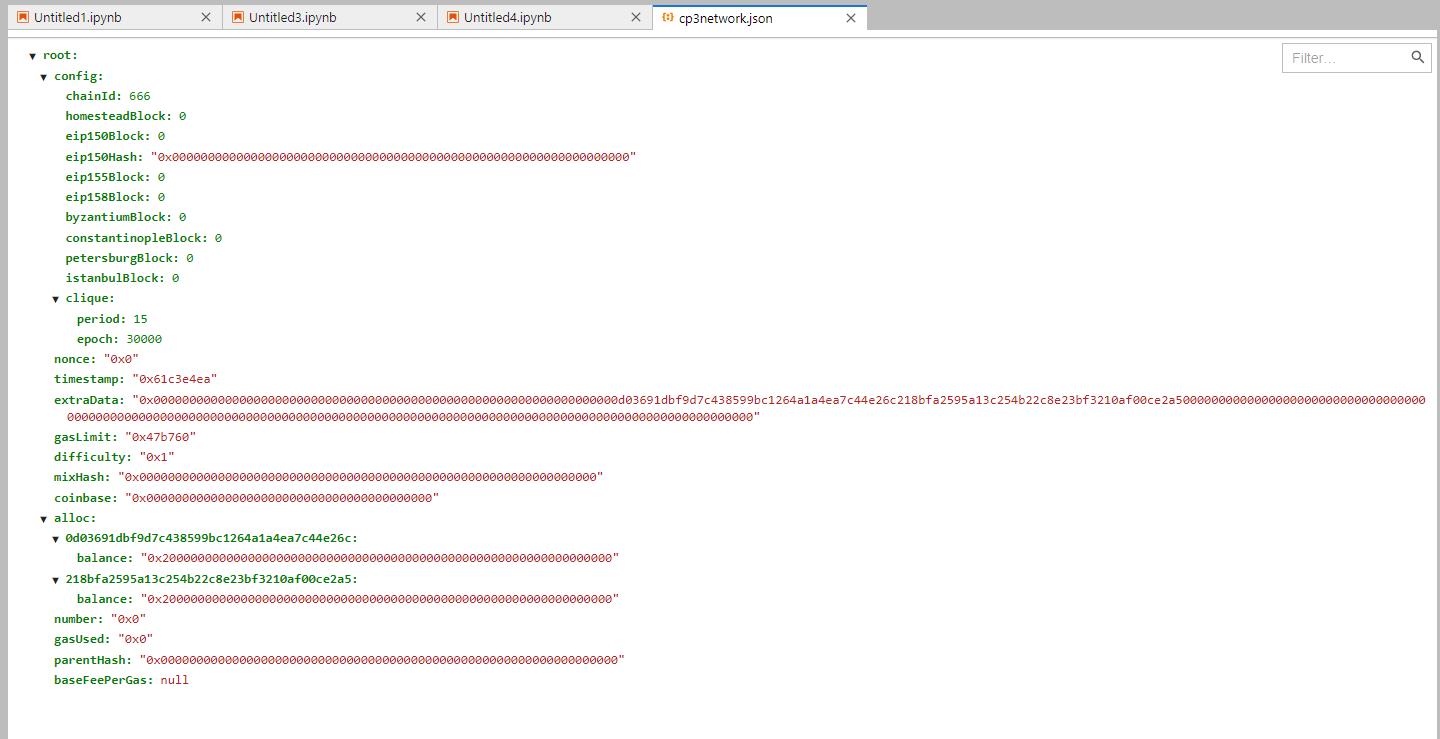 Untitled1.ipynb
Untitled3.ipynb
Untitled4.ipynb
cp3network.json
Filter...
root:
config:
chainId: 666
homesteadBlock: 0
eip150Block: 0
eip150Hash: "0x0000000000000000000000000000000000000000000000000000000000000000"
eip155Block: 0
eip158Block: 0
byzantiumBlock: 0
constantinopleBlock: 0
petersburgBlock: 0
istanbulBlock: 0
clique:
period: 15
epoch: 30000
nonce: "0x0"
timestamp: "0x61c3e4ea"
extraData: "0x00000000000000000000000000000000000000000000000000000000000000000d03691dbf9d7c438599bc1264a1a4ea7c44e26c218bfa2595a13c254b22c8e23bf3210af00ce2a50000000000000000000000000000000000
000000000000000000000000000000000000000000000000000000000000000000000000000000000000000000000000"
gasLimit: "0x47b760"
difficulty: "0x1"
mixHash: "0x0000000000000000000000000000000000000000000000000000000000000000"
coinbase: "0x0000000000000000000000000000000000000000"
alloc:
0d03691dbf9d7c438599bc1264a1a4ea7c44e26c:
balance: "0x200000000000000000000000000000000000000000000000000000000000000"
218bfa2595a13c254b22c8e23bf3210af00ce2a5:
balance: "0x200000000000000000000000000000000000000000000000000000000000000"
number: "0x0"
gasUsed: "0x0"
parentHash: "0x0000000000000000000000000000000000000000000000000000000000000000"
baseFeePerGas: null